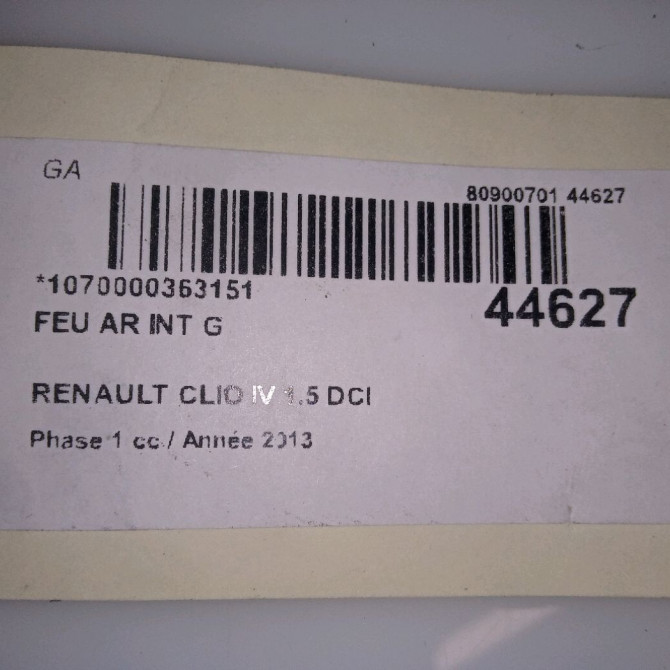 GA
80900701 44627
*1070000363151
44627
FEU AR INT G
RENAULT CLIO IV 1.5 DCI
Phase 1 cc / Année 2013